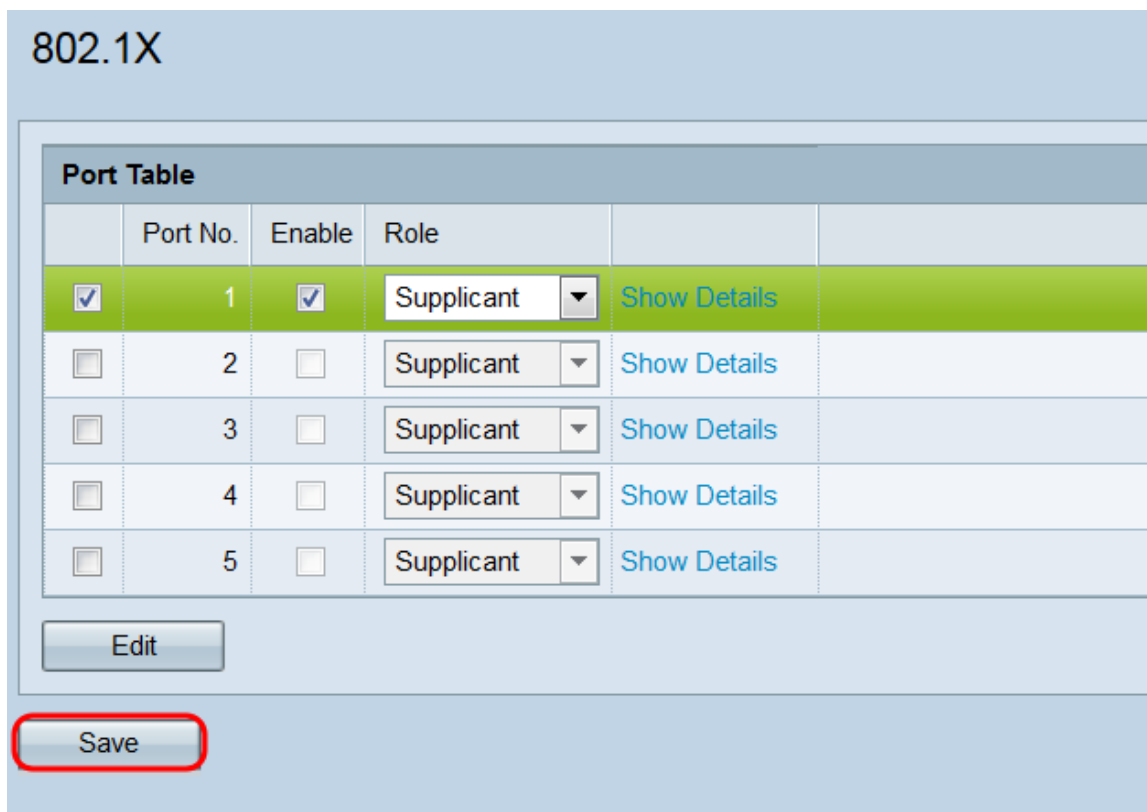 802.1X
Port Table
Port No. Enable Role
1 Supplicant Show Details
2 Supplicant Show Details
3 Supplicant Show Details
4 Supplicant Show Details
5 Supplicant Show Details
Edit
Save